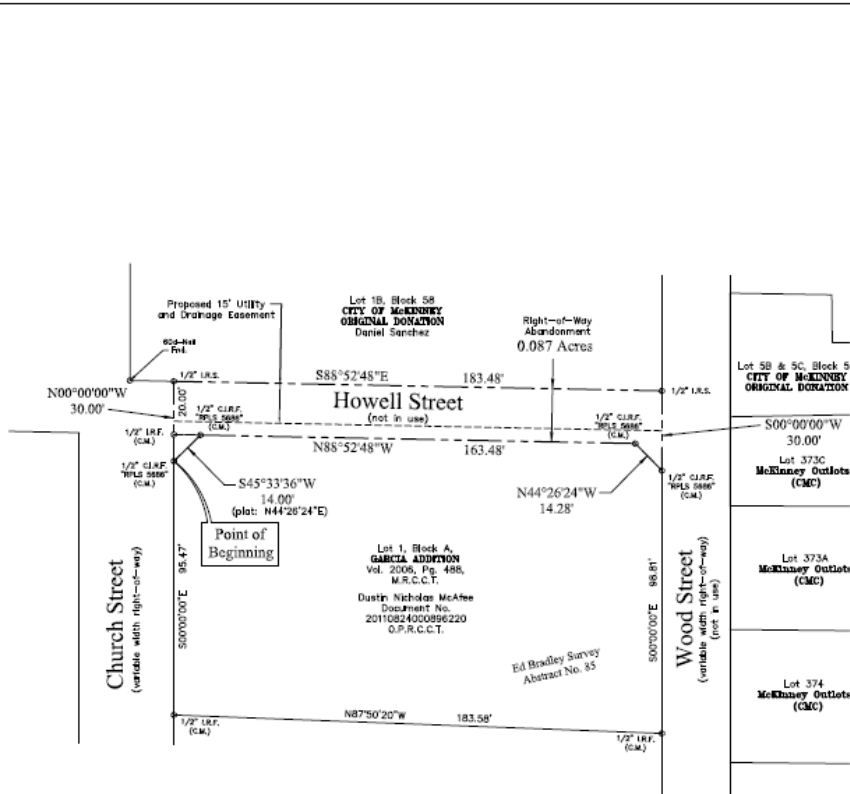 Proposed 15' Utility
and Drainage Easement
Lot 1B, Block 58
CITY OF McKINNEY
ORIGINAL DONATION
Daniel Sanchez
Right-of-Way
Abandonment
0.087 Acres
60d-Nail
Fnd.
1/2" I.R.S.
S88°52'48"E
183.48'
1/2" I.R.S.
Lot 5B & 5C, Block 5
CITY OF McKINNEY
ORIGINAL DONATION
N00°00'00"W
30.00'
20.00'
Howell Street
(not in use)
1/2" C.I.R.F.
"RPLS 5686"
(C.M.)
1/2" C.I.R.F.
"RPLS 5686"
(C.M.)
S00°00'00"W
30.00'
1/2" I.R.F.
(C.M.)
N88°52'48"W
163.48'
Lot 373C
McKinney Outlots
(CMC)
1/2" C.I.R.F.
"RPLS 5686"
(C.M.)
S45°33'36"W
14.00'
(plat: N44°26'24"E)
N44°26'24"W
14.28'
1/2" C.I.R.F.
"RPLS 5686"
(C.M.)
Point of
Beginning
Lot 1, Block A,
GARCIA ADDITION
Vol. 2006, Pg. 488,
M.R.C.C.T.
Dustin Nicholas McAfee
Document No.
20110824000896220
O.P.R.C.C.T.
Lot 373A
McKinney Outlots
(CMC)
Church Street
(variable width right-of-way)
S00°00'00"E 95.47'
S00°00'00"E 98.81'
Wood Street
(variable width right-of-way)
(not in use)
Ed Bradley Survey
Abstract No. 85
Lot 374
McKinney Outlots
(CMC)
1/2" I.R.F.
(C.M.)
N87°50'20"W
183.58'
1/2" I.R.F.
(C.M.)